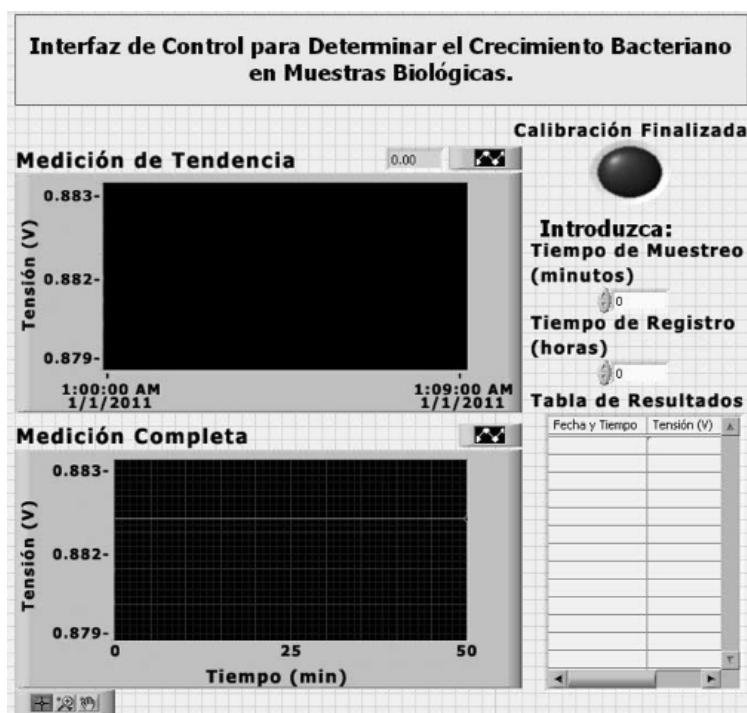 Interfaz de Control para Determinar el Crecimiento Bacteriano
en Muestras Biológicas.
Calibración Finalizada
Medición de Tendencia
0.00
0.883
0.882
0.879
Tensión (V)
1:00:00 AM
1/1/2011
1:09:00 AM
1/1/2011
Introduzca:
Tiempo de Muestreo
(minutos)
0
Tiempo de Registro
(horas)
0
Tabla de Resultados
Fecha y Tiempo
Tensión (V)
Medición Completa
0.883
0.882
0.879
Tensión (V)
0
25
50
Tiempo (min)